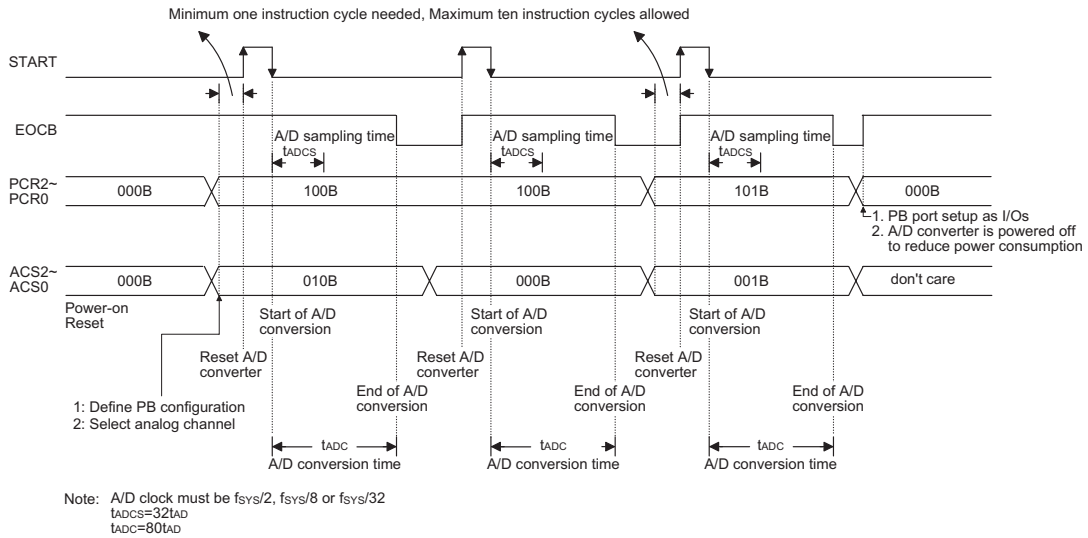 Minimum one instruction cycle needed, Maximum ten instruction cycles allowed
START
EOCB
A/D sampling time
tADCS
A/D sampling time
tADCS
A/D sampling time
tADCS
PCR2~
PCR0
000B
100B
100B
101B
000B
1. PB port setup as I/Os
2. A/D converter is powered off
to reduce power consumption
ACS2~
ACS0
000B
010B
000B
001B
don't care
Power-on
Reset
Start of A/D
conversion
Start of A/D
conversion
Start of A/D
conversion
Reset A/D
converter
Reset A/D
converter
Reset A/D
converter
1: Define PB configuration
2: Select analog channel
End of A/D
conversion
End of A/D
conversion
End of A/D
conversion
tADC
A/D conversion time
tADC
A/D conversion time
tADC
A/D conversion time
Note: A/D clock must be fSYS/2, fSYS/8 or fSYS/32
tADCS=32tAD
tADC=80tAD